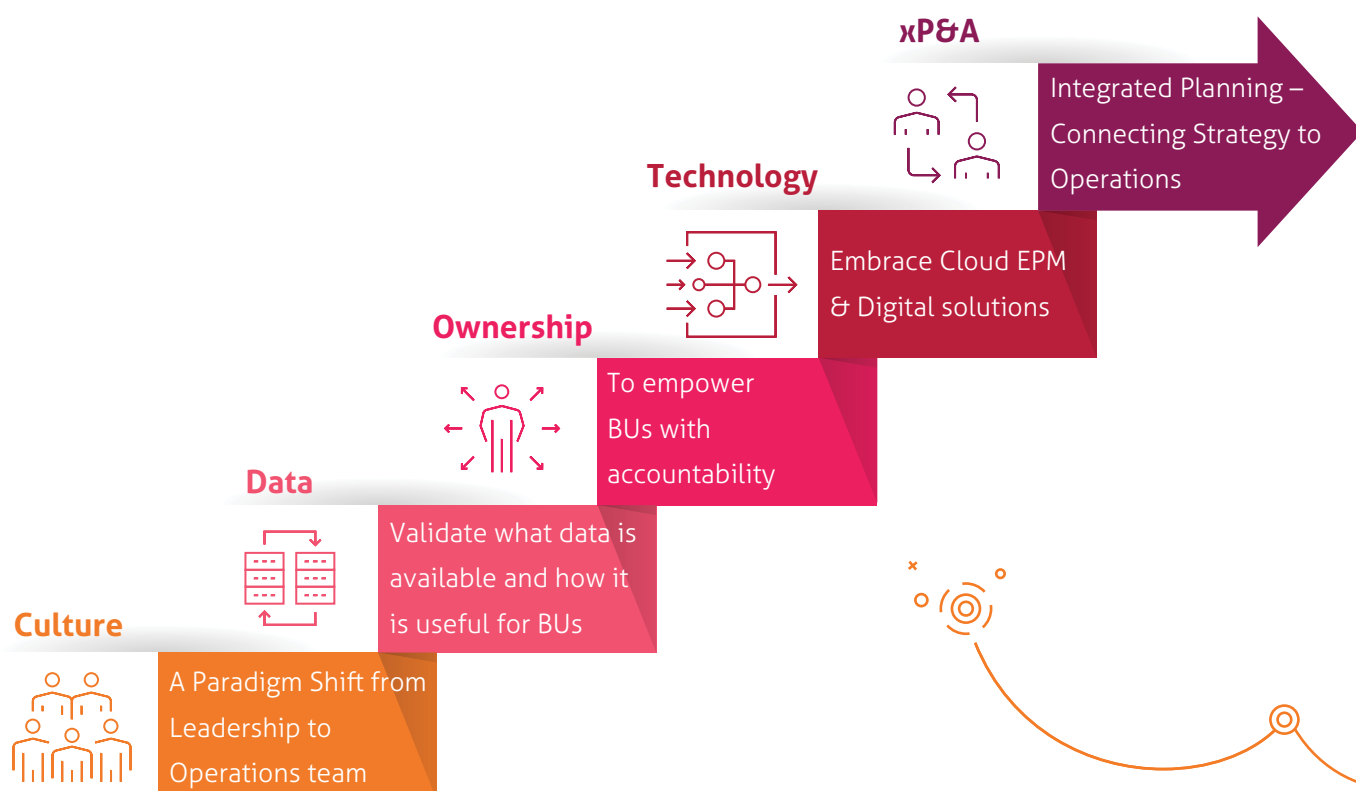 xP&A
Integrated Planning –
Connecting Strategy to
Operations
Technology
Embrace Cloud EPM
& Digital solutions
Ownership
To empower
BUs with
accountability
Data
Validate what data is
available and how it
is useful for BUs
Culture
A Paradigm Shift from
Leadership to
Operations team